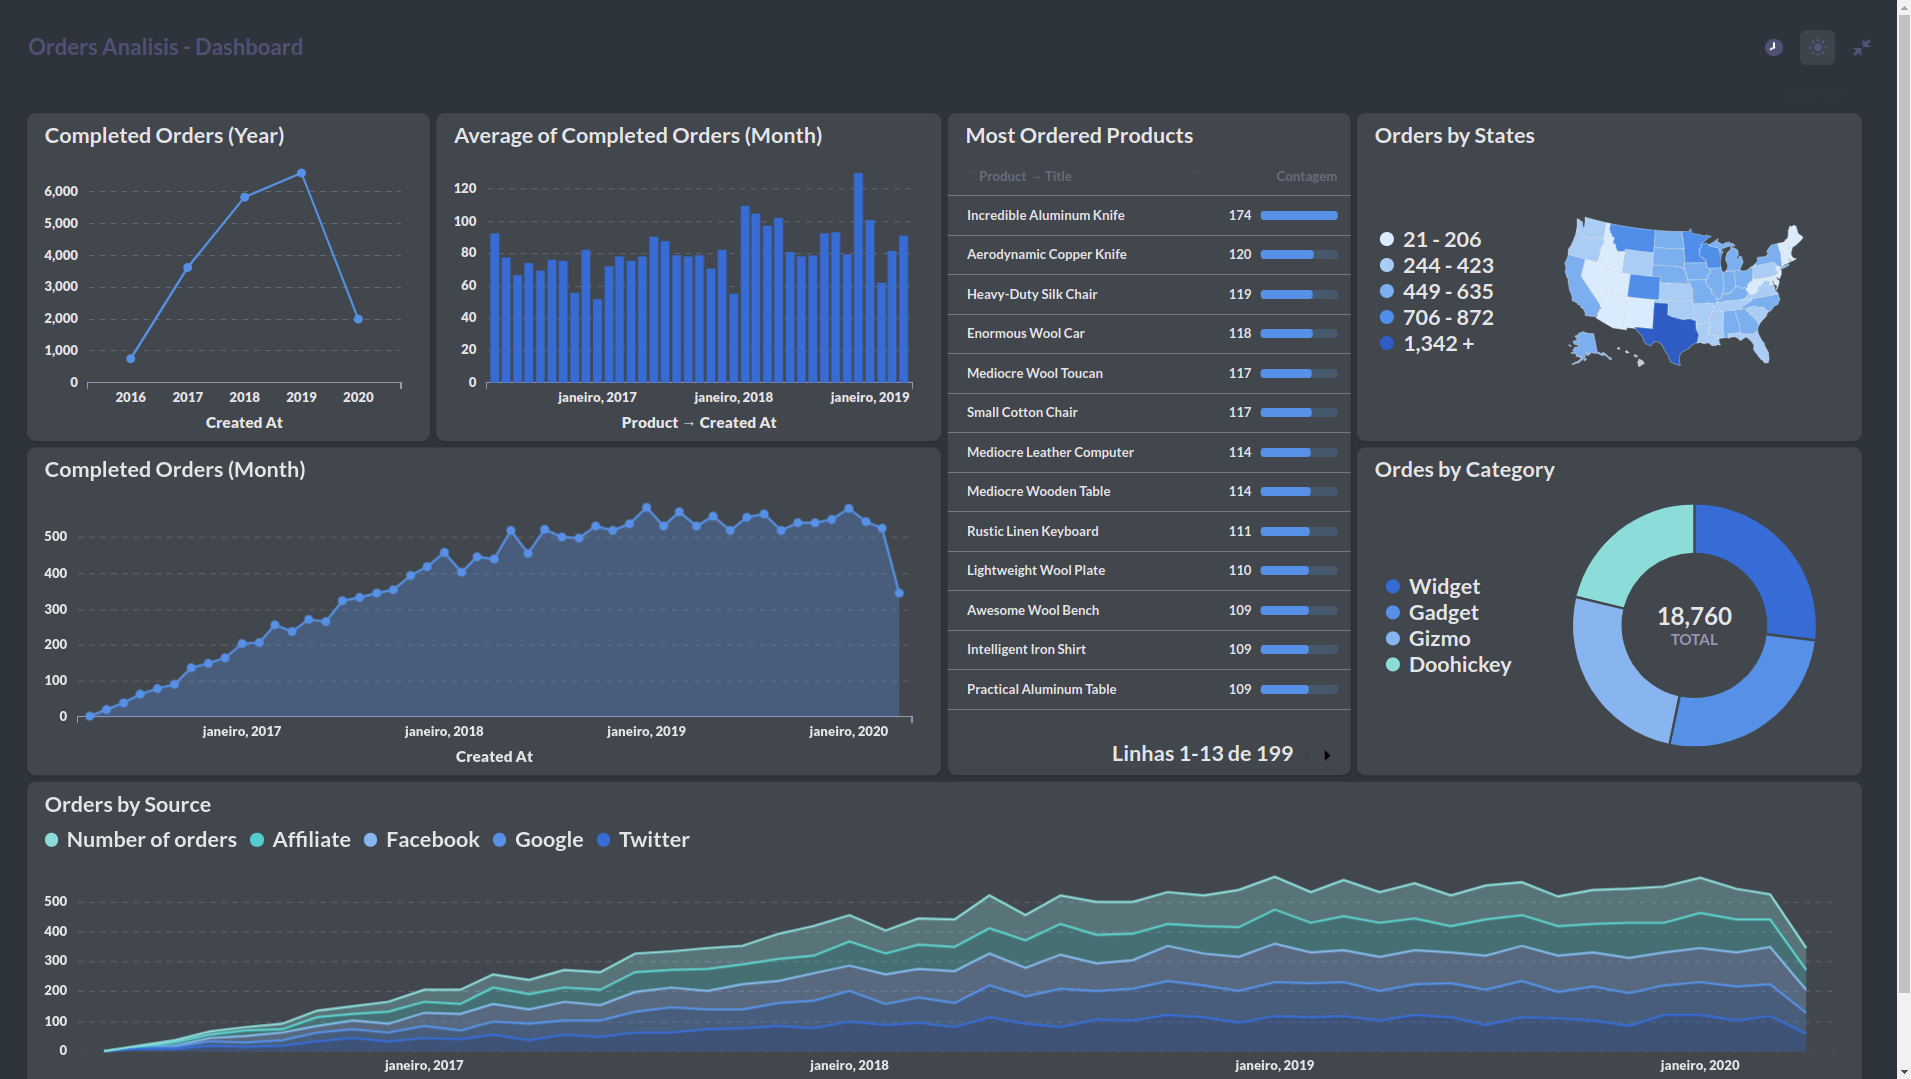 Orders Analisis - Dashboard
Completed Orders (Year)
6,000
5,000
4,000
3,000
2,000
1,000
0
2016 2017 2018 2019 2020
Created At
Average of Completed Orders (Month)
120
100
80
60
40
20
0
janeiro, 2017 janeiro, 2018 janeiro, 2019
Product → Created At
Most Ordered Products
Product → Title Contagem
Incredible Aluminum Knife 174
Aerodynamic Copper Knife 120
Heavy-Duty Silk Chair 119
Enormous Wool Car 118
Mediocre Wool Toucan 117
Small Cotton Chair 117
Mediocre Leather Computer 114
Mediocre Wooden Table 114
Rustic Linen Keyboard 111
Lightweight Wool Plate 110
Awesome Wool Bench 109
Intelligent Iron Shirt 109
Practical Aluminum Table 109
Linhas 1-13 de 199
Orders by States
21 - 206
244 - 423
449 - 635
706 - 872
1,342 +
Completed Orders (Month)
500
400
300
200
100
0
janeiro, 2017 janeiro, 2018 janeiro, 2019 janeiro, 2020
Created At
Ordes by Category
Widget
Gadget
Gizmo
Doohickey
18,760
TOTAL
Orders by Source
Number of orders Affiliate Facebook Google Twitter
500
400
300
200
100
0
janeiro, 2017 janeiro, 2018 janeiro, 2019 janeiro, 2020